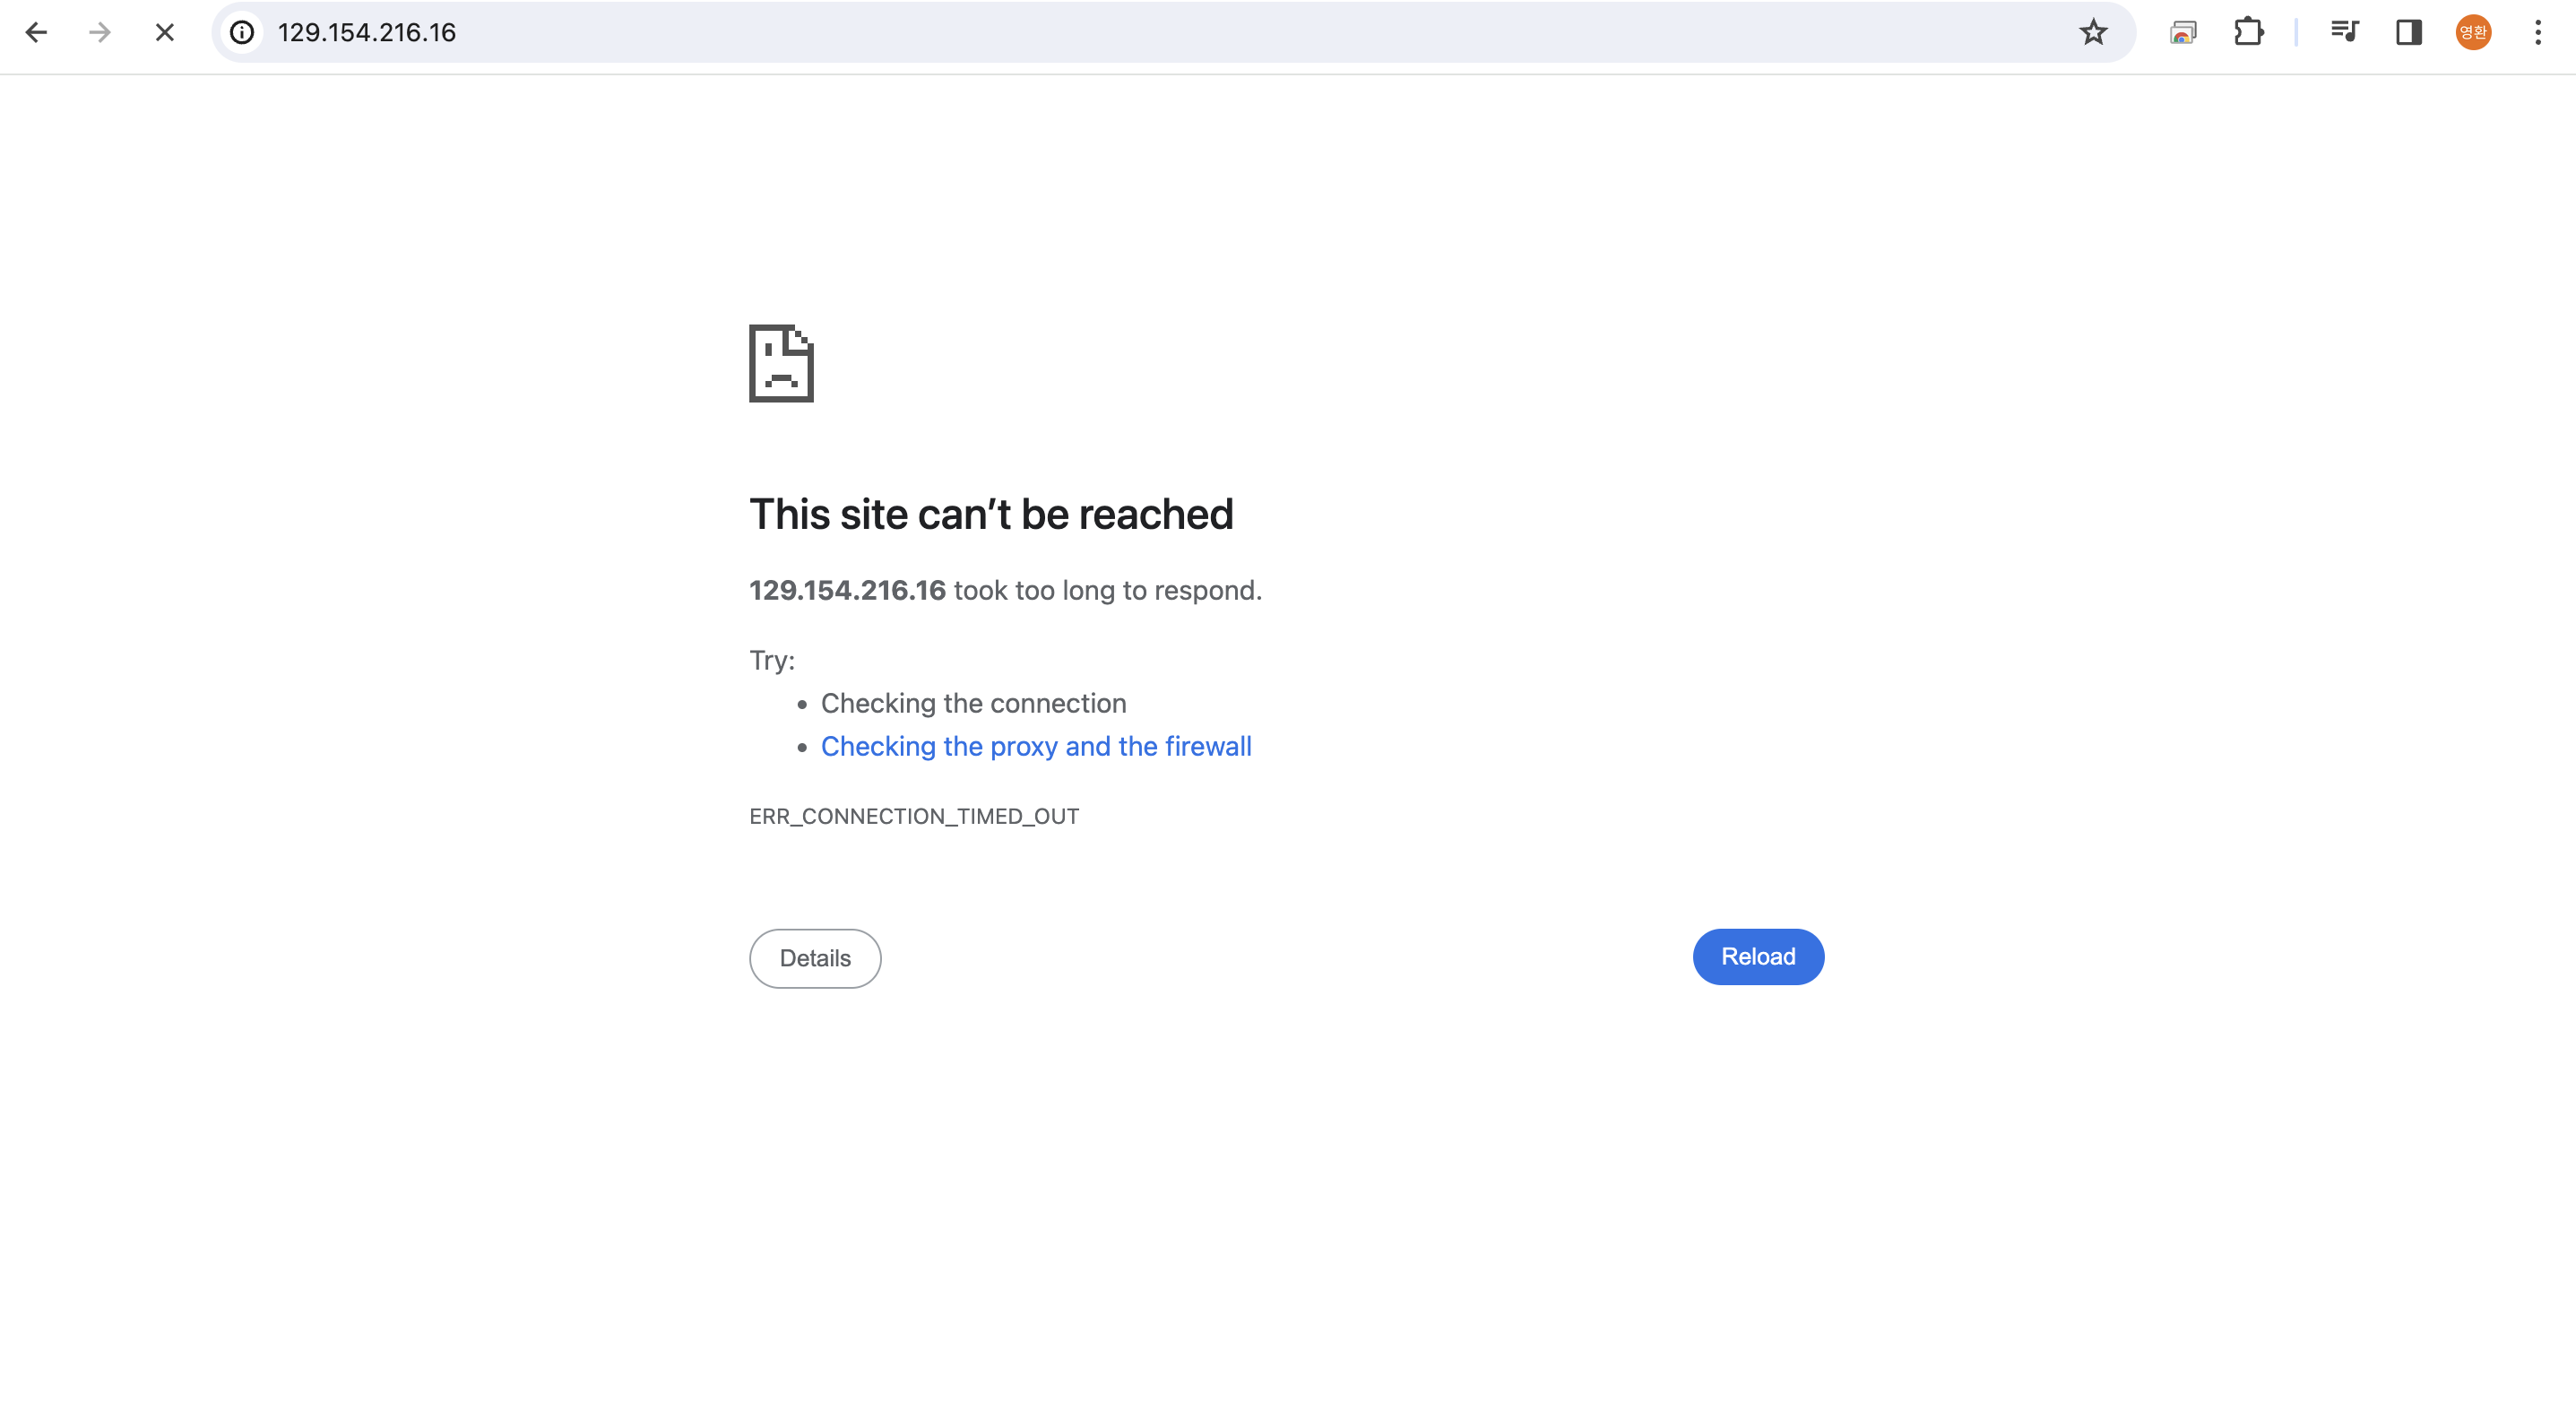 129.154.216.16
영환
This site can’t be reached
129.154.216.16 took too long to respond.
Try:
Checking the connection
Checking the proxy and the firewall
ERR_CONNECTION_TIMED_OUT
Details
Reload